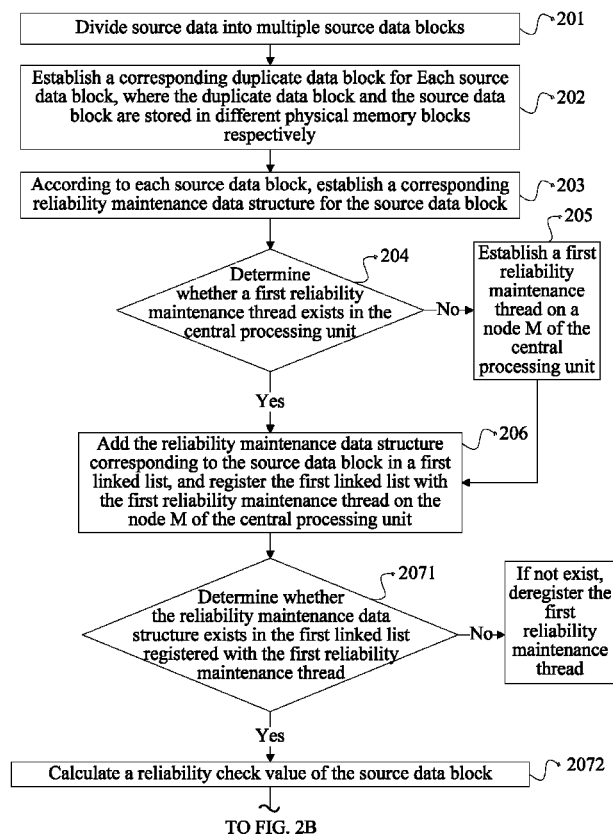 Divide source data into multiple source data blocks
201
Establish a corresponding duplicate data block for Each source
data block, where the duplicate data block and the source data
block are stored in different physical memory blocks
respectively
202
According to each source data block, establish a corresponding
reliability maintenance data structure for the source data block
203
204
Determine
whether a first reliability
maintenance thread exists in the
central processing unit
No
205
Establish a first
reliability
maintenance
thread on a
node M of the
central
processing unit
Yes
206
Add the reliability maintenance data structure
corresponding to the source data block in a first
linked list, and register the first linked list with
the first reliability maintenance thread on the
node M of the central processing unit
2071
Determine whether
the reliability maintenance data
structure exists in the first linked list
registered with the first reliability
maintenance thread
No
If not exist,
deregister the
first
reliability
maintenance
thread
Yes
Calculate a reliability check value of the source data block
2072
TO FIG. 2B